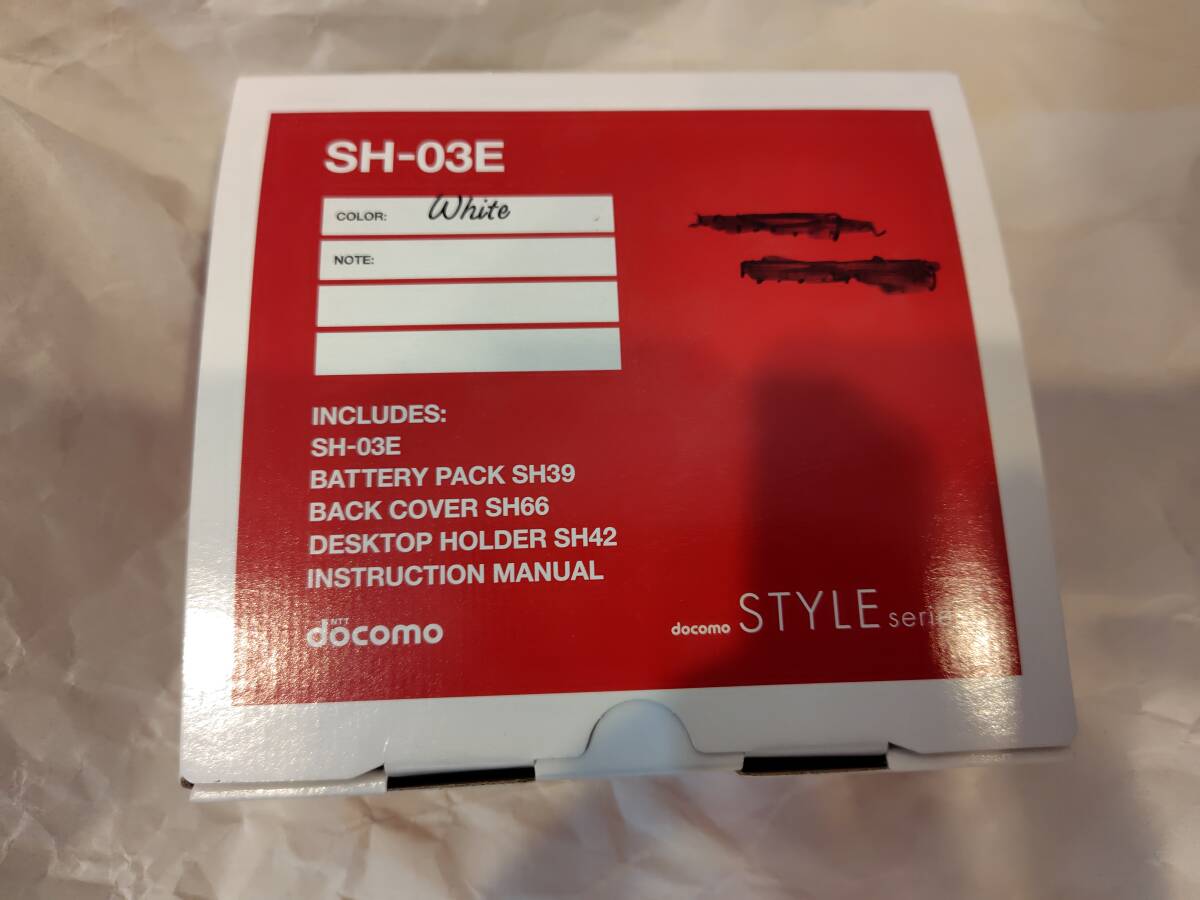 SH-03E
COLOR: White
NOTE:
INCLUDES:
SH-03E
BATTERY PACK SH39
BACK COVER SH66
DESKTOP HOLDER SH42
INSTRUCTION MANUAL
NTT
docomo
docomo STYLE series